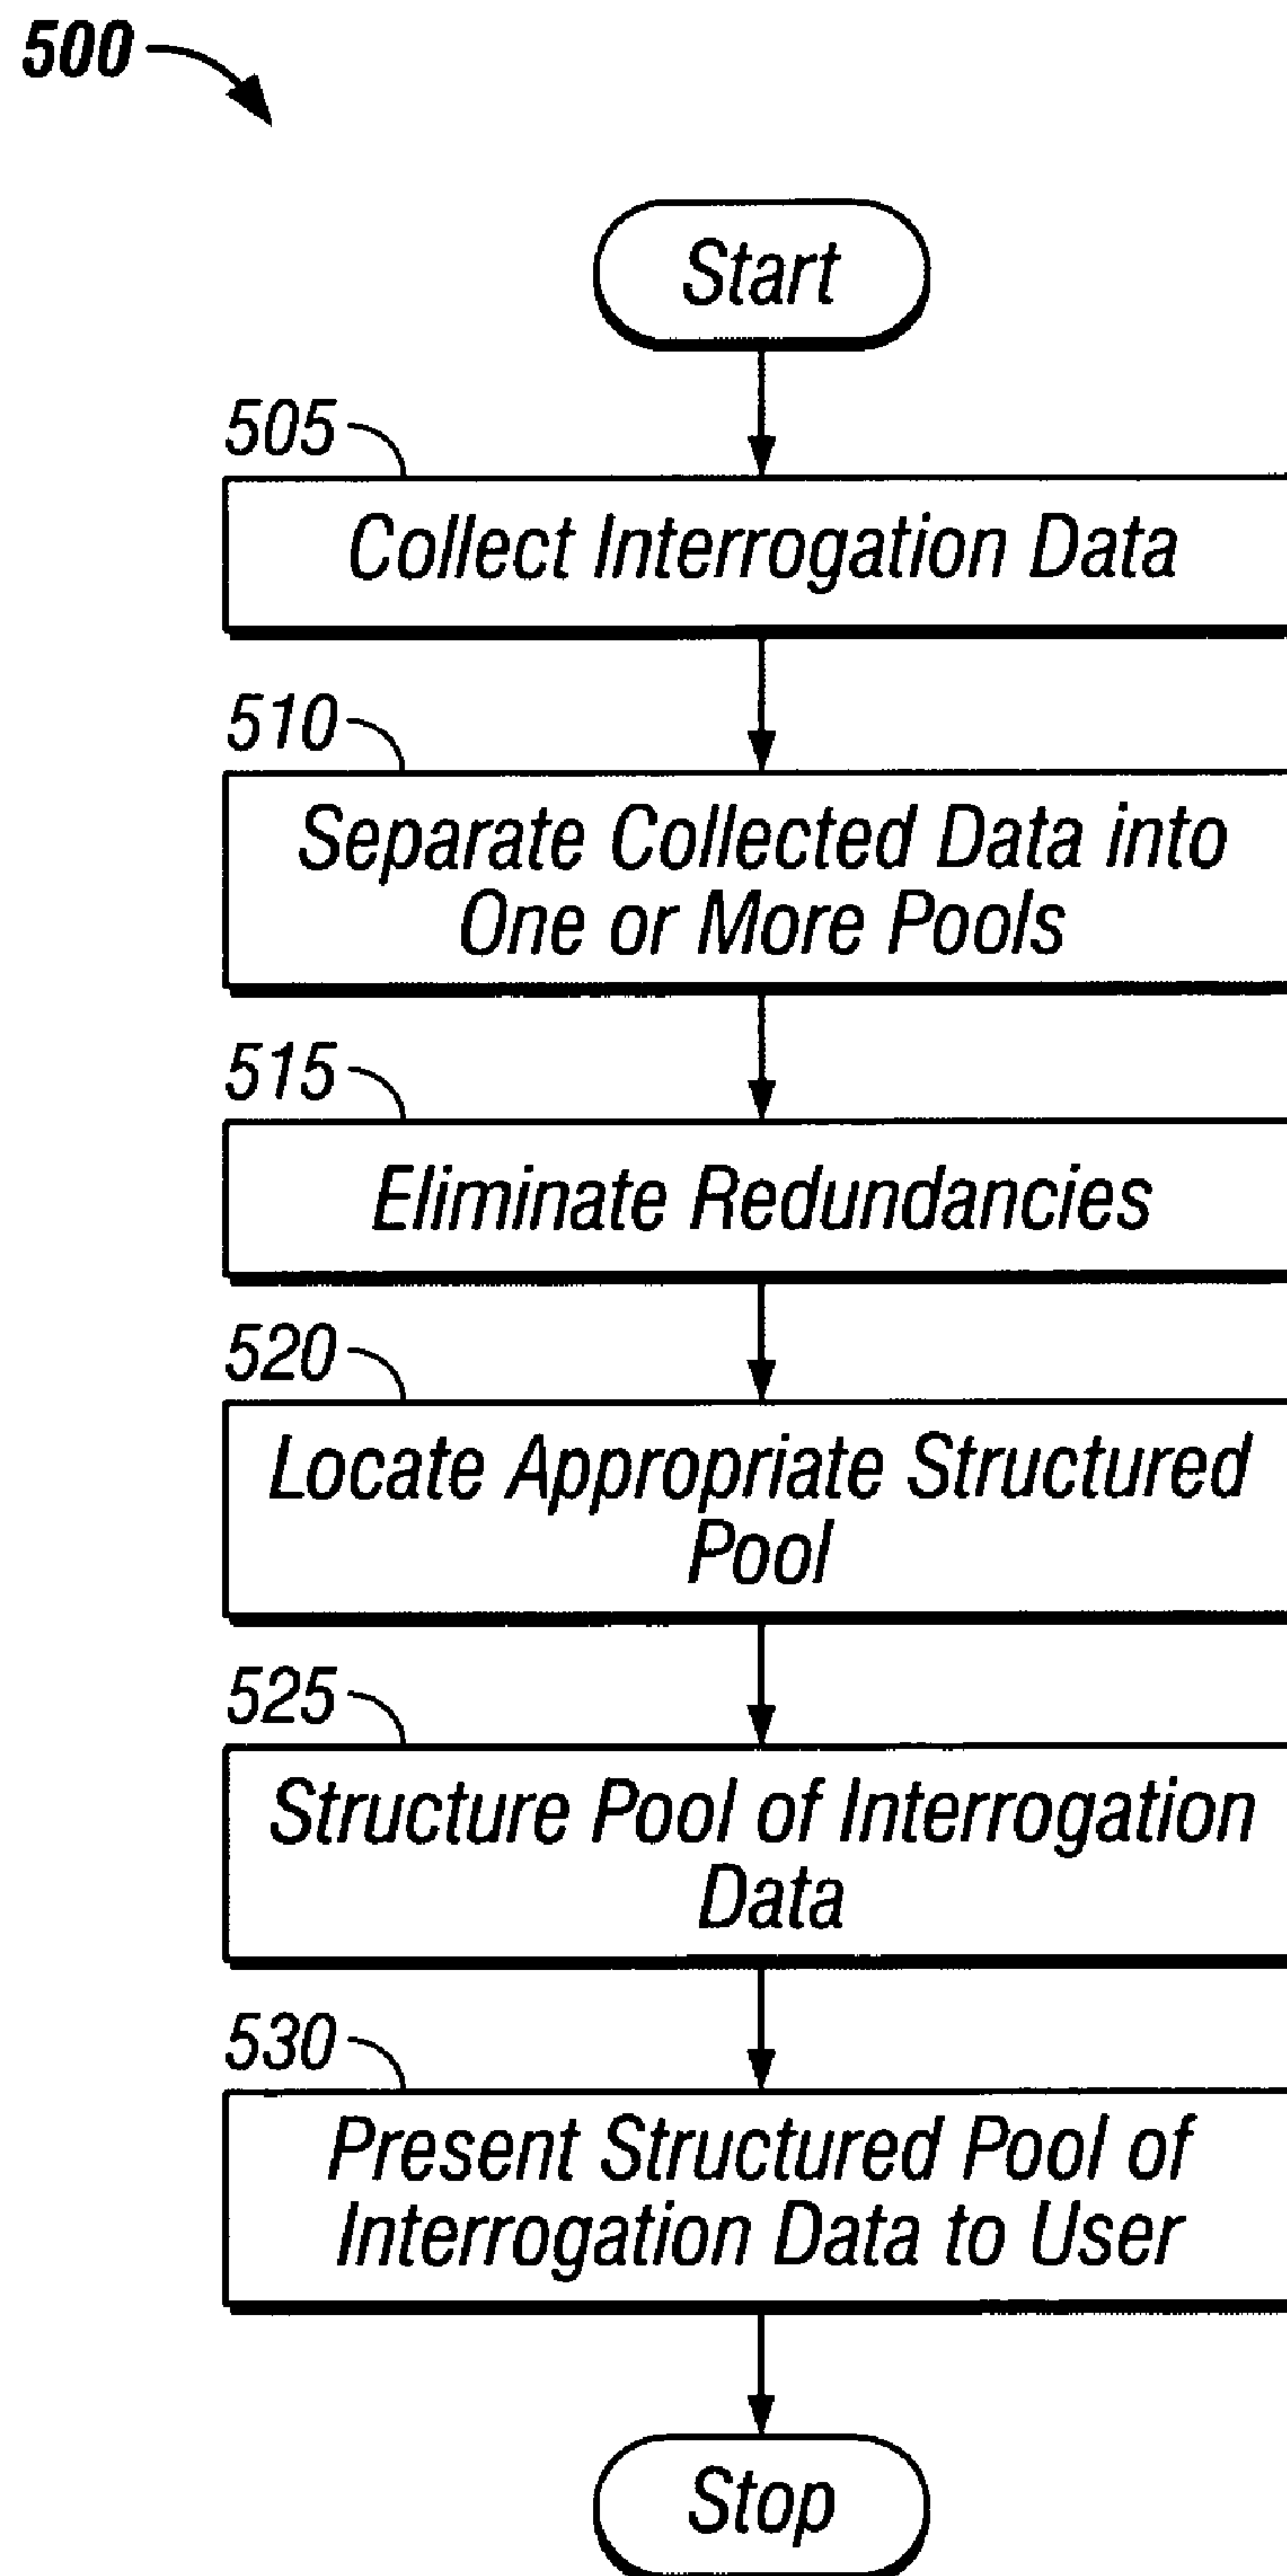 500
Start
505
Collect Interrogation Data
510
Separate Collected Data into
One or More Pools
515
Eliminate Redundancies
520
Locate Appropriate Structured
Pool
525
Structure Pool of Interrogation
Data
530
Present Structured Pool of
Interrogation Data to User
Stop